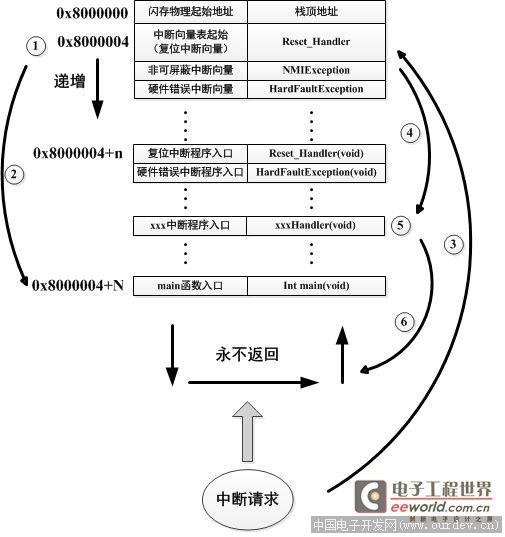 0x8000000 闪存物理起始地址 栈顶地址
① 0x8000004 中断向量表起始
(复位中断向量) Reset_Handler
非可屏蔽中断向量 NMIException
递增 硬件错误中断向量 HardFaultException
④
0x8000004+n 复位中断程序入口 Reset_Handler(void)
② 硬件错误中断程序入口 HardFaultException(void)
xxx中断程序入口 xxxHandler(void) ⑤
③
0x8000004+N main函数入口 Int main(void)
⑥
永不返回
中断请求
电子工程世界
eeworld.com.cn
中国电子开发网(www.ourdev.cn)